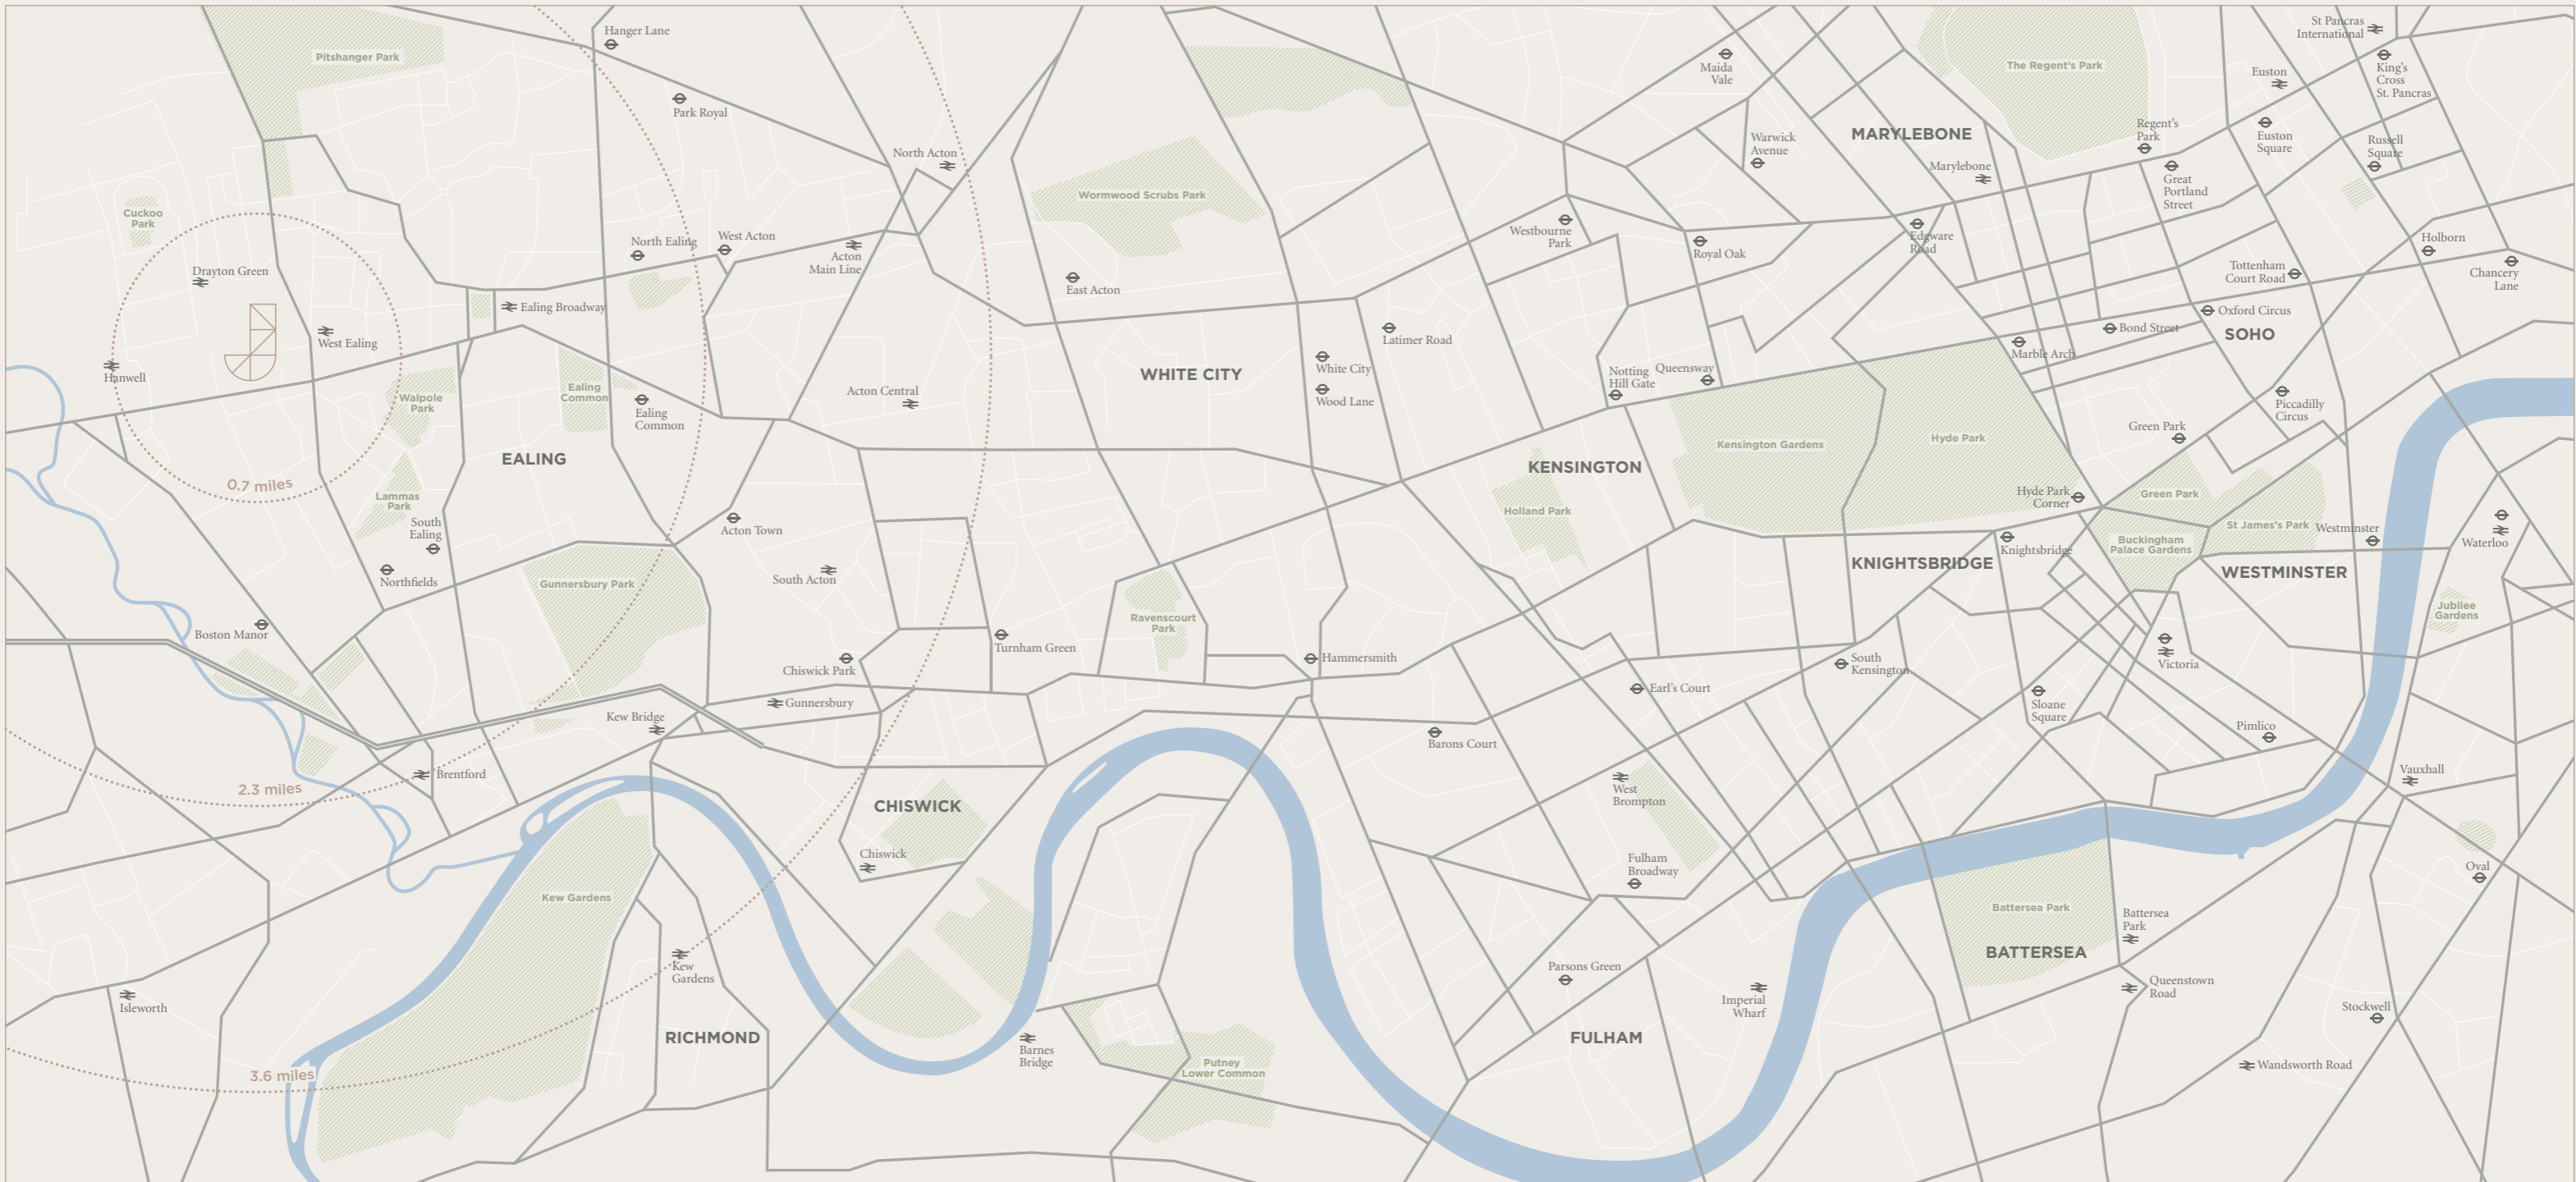 Hanger Lane
Pitshanger Park
Park Royal
North Acton
Cuckoo
Park
Drayton Green
North Ealing
West Acton
Acton
Main Line
Ealing Broadway
West Ealing
Hanwell
Walpole
Park
Ealing
Common
Ealing
Common
Acton Central
EALING
0.7 miles
Lammas
Park
South
Ealing
Northfields
Acton Town
South Acton
Gunnersbury Park
Boston Manor
Chiswick Park
Turnham Green
Gunnersbury
Kew Bridge
Brentford
2.3 miles
CHISWICK
Chiswick
Kew Gardens
Kew
Gardens
Isleworth
RICHMOND
3.6 miles
Barnes
Bridge
Putney
Lower Common
Wormwood Scrubs Park
East Acton
WHITE CITY
White City
Wood Lane
Latimer Road
Ravenscourt
Park
Hammersmith
Barons Court
Maida
Vale
Warwick
Avenue
Westbourne
Park
Royal Oak
Notting
Hill Gate
Queensway
KENSINGTON
Holland Park
Kensington Gardens
Hyde Park
Earl's Court
West
Brompton
Fulham
Broadway
Parsons Green
FULHAM
Imperial
Wharf
South
Kensington
KNIGHTSBRIDGE
Knightsbridge
MARYLEBONE
Marylebone
Edgware
Road
The Regent's Park
Regent's
Park
Great
Portland
Street
St Pancras
International
King's
Cross
St. Pancras
Euston
Euston
Square
Russell
Square
Holborn
Chancery
Lane
Tottenham
Court Road
Oxford Circus
Bond Street
SOHO
Marble Arch
Piccadilly
Circus
Green Park
Hyde Park
Corner
Green Park
St James's Park
Westminster
Buckingham
Palace Gardens
WESTMINSTER
Waterloo
Jubilee
Gardens
Victoria
Sloane
Square
Pimlico
Vauxhall
Oval
Battersea Park
Battersea
Park
BATTERSEA
Queenstown
Road
Stockwell
Wandsworth Road